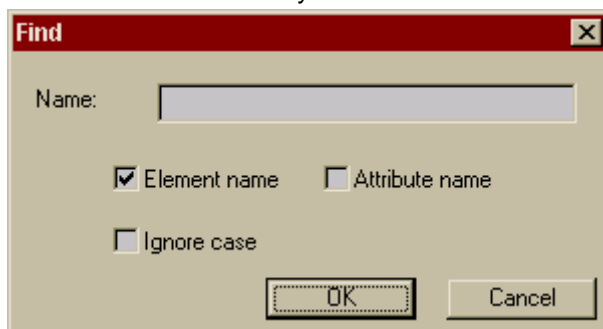 Find
Name:
Element name Attribute name
Ignore case
OK Cancel